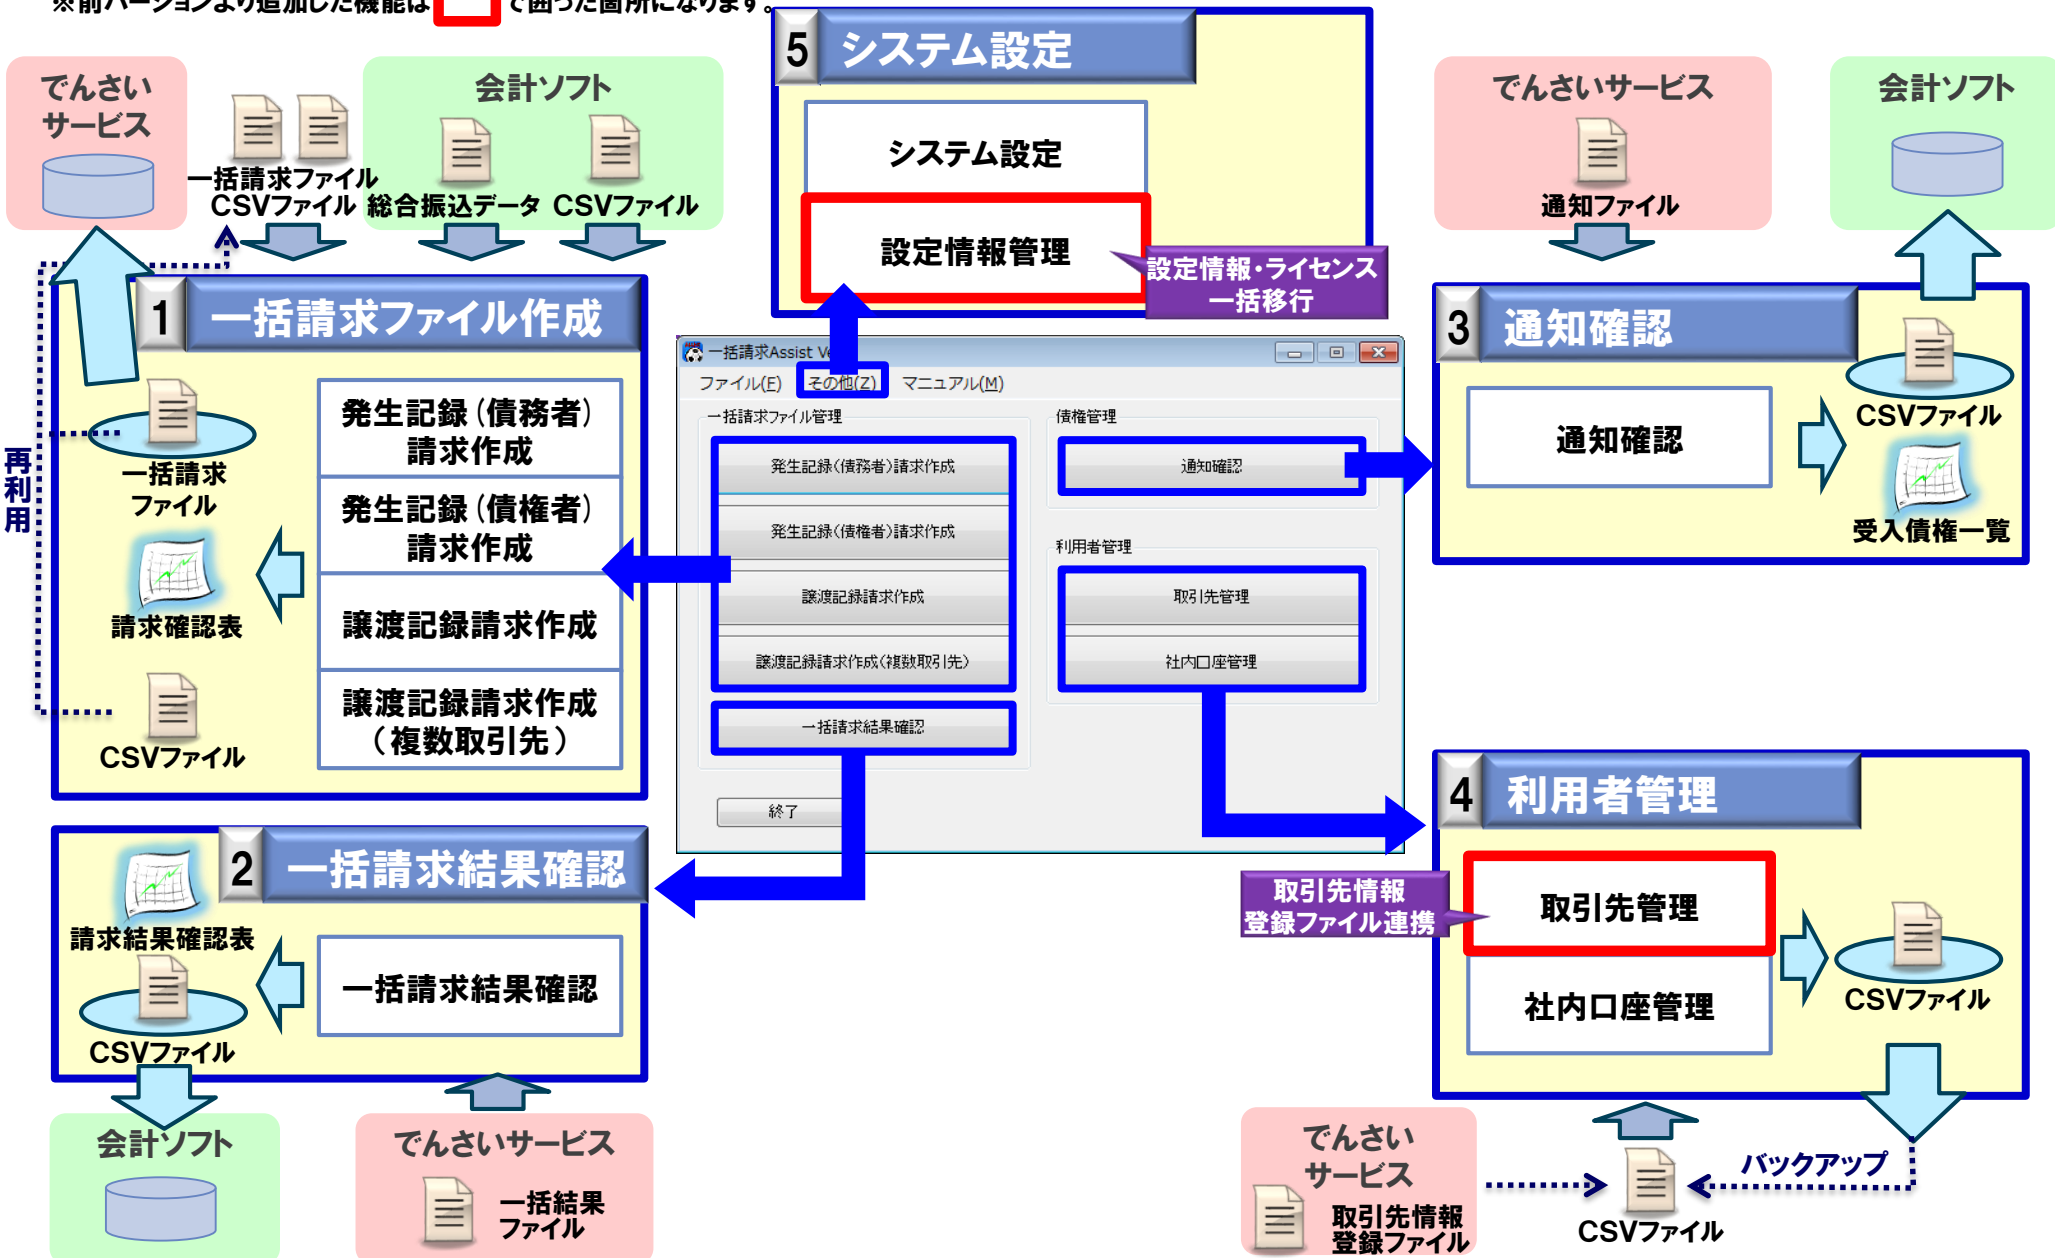 ※前バージョンより追加した機能は
で囲った箇所になります。
でんさい
サービス
一括請求ファイル
CSVファイル
会計ソフト
総合振込データ
CSVファイル
5
システム設定
システム設定
設定情報管理
設定情報・ライセンス
一括移行
でんさいサービス
通知ファイル
会計ソフト
1
一括請求ファイル作成
一括請求
ファイル
請求確認表
CSVファイル
再利用
発生記録(債務者)
請求作成
発生記録(債権者)
請求作成
譲渡記録請求作成
譲渡記録請求作成
(複数取引先)
一括請求Assist
ファイル(F)
その他(Z)
マニュアル(M)
一括請求ファイル管理
発生記録(債務者)請求作成
発生記録(債権者)請求作成
譲渡記録請求作成
譲渡記録請求作成(複数取引先)
一括請求結果確認
終了
債権管理
通知確認
利用者管理
取引先管理
社内口座管理
3
通知確認
通知確認
CSVファイル
受入債権一覧
2
一括請求結果確認
請求結果確認表
CSVファイル
一括請求結果確認
会計ソフト
でんさいサービス
一括結果
ファイル
4
利用者管理
取引先情報
登録ファイル連携
取引先管理
社内口座管理
CSVファイル
でんさい
サービス
取引先情報
登録ファイル
CSVファイル
バックアップ